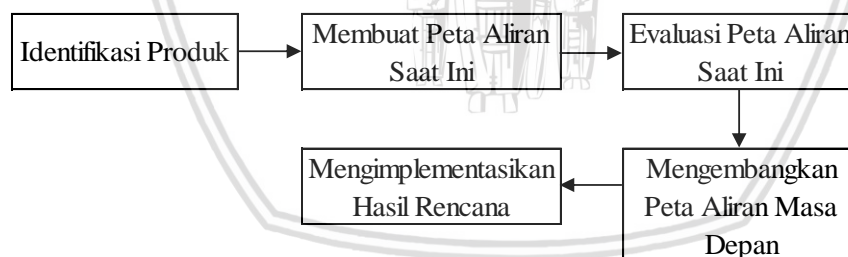 Identifikasi Produk
Membuat Peta Aliran
Saat Ini
Evaluasi Peta Aliran
Saat Ini
Mengembangkan
Peta Aliran Masa
Depan
Mengimplementasikan
Hasil Rencana